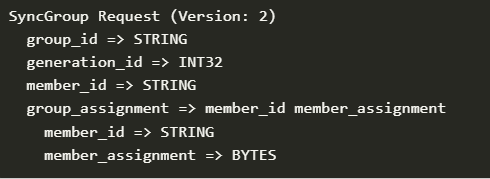 SyncGroup Request (Version: 2)
group_id => STRING
generation_id => INT32
member_id => STRING
group_assignment => member_id member_assignment
member_id => STRING
member_assignment => BYTES